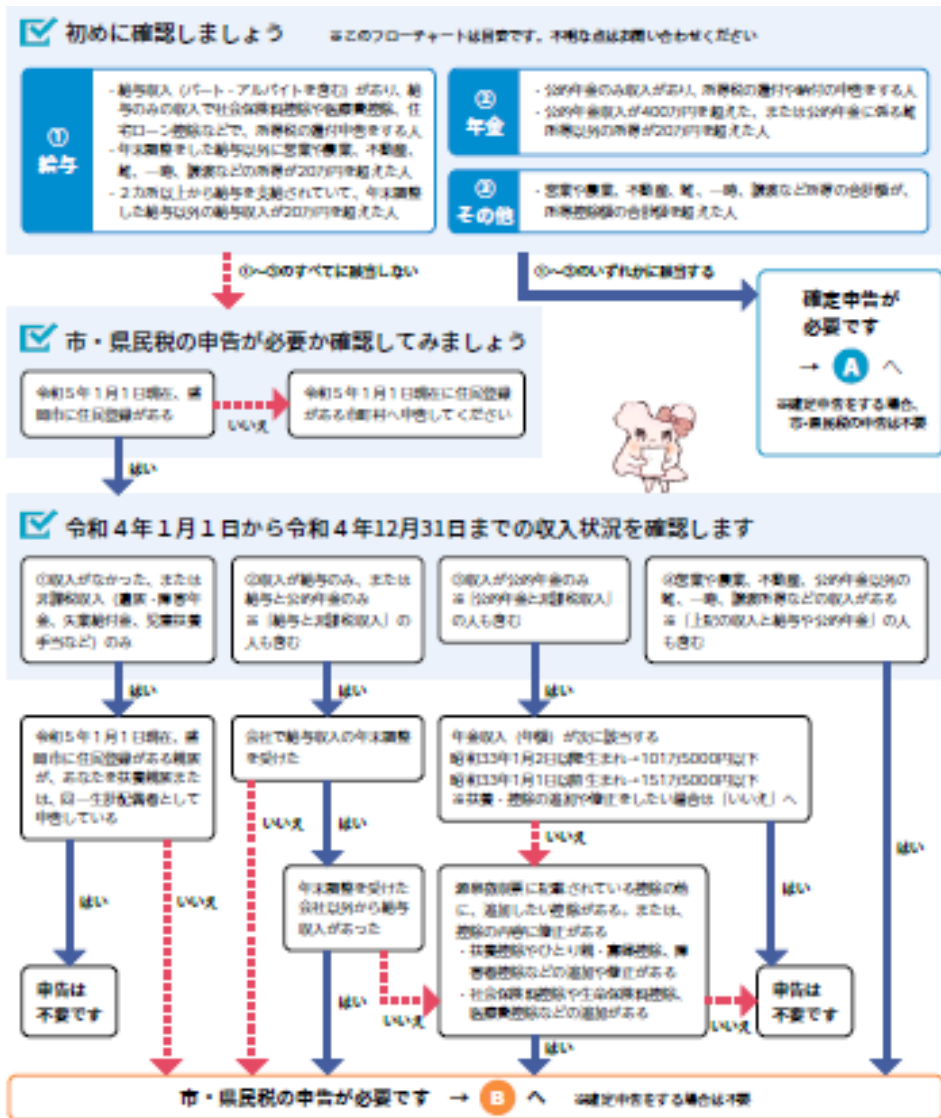 初めに確認しましょう
※このフローチャートは目安です。不明な点はお問い合わせください
①
給与
・給与収入（パート・アルバイトを含む）があり、給
与のみの収入で社会保険料控除や医療費控除、住
宅ローン控除などで、所得税の還付申告をする人
・年末調整をした給与以外に営業や農業、不動産、
雑、一時、譲渡などの所得が20万円を超えた人
・２カ所以上から給与を支給されていて、年末調整
した給与以外の給与収入が20万円を超えた人
②
年金
・公的年金のみ収入があり、所得税の還付や納付の申告をする人
・公的年金収入が400万円を超えた、または公的年金に係る雑
所得以外の所得が20万円を超えた人
③
その他
・営業や農業、不動産、雑、一時、譲渡など所得の合計額が、
所得控除額の合計額を超えた人
①～③のすべてに該当しない
①～③のいずれかに該当する
確定申告が
必要です
→ A へ
※確定申告をする場合、
市・県民税の申告は不要
市・県民税の申告が必要か確認してみましょう
令和５年１月１日現在、盛
岡市に住民登録がある
いいえ
令和５年１月１日現在に住民登録
がある市町村へ申告してください
はい
令和４年１月１日から令和４年12月31日までの収入状況を確認します
①収入がなかった、または
非課税収入（遺族・障害年
金、失業給付金、児童扶養
手当など）のみ
②収入が給与のみ、または
給与と公的年金のみ
※「給与と非課税収入」の
人も含む
③収入が公的年金のみ
※「公的年金と非課税収入」
の人も含む
④営業や農業、不動産、公的年金以外の
雑、一時、譲渡所得などの収入がある
※「上記の収入と給与や公的年金」の人
も含む
はい
はい
はい
令和５年１月１日現在、盛
岡市に住民登録がある親族
が、あなたを扶養親族また
は、同一生計配偶者として
申告している
会社で給与収入の年末調整
を受けた
年金収入（年額）が次に該当する
昭和33年1月2日以降生まれ→101万5000円以下
昭和33年1月1日以前生まれ→151万5000円以下
※扶養・控除の追加や修正をしたい場合は「いいえ」へ
いいえ
はい
いいえ
はい
はい
いいえ
はい
年末調整を受けた
会社以外から給与
収入があった
源泉徴収票に記載されている控除の他
に、追加したい控除がある。または、
控除の内容に修正がある
・扶養控除やひとり親・寡婦控除、障
害者控除などの追加や修正がある
・社会保険料控除や生命保険料控除、
医療費控除などの追加がある
申告は
不要です
はい
いいえ
いいえ
申告は
不要です
はい
市・県民税の申告が必要です → B へ ※確定申告をする場合は不要